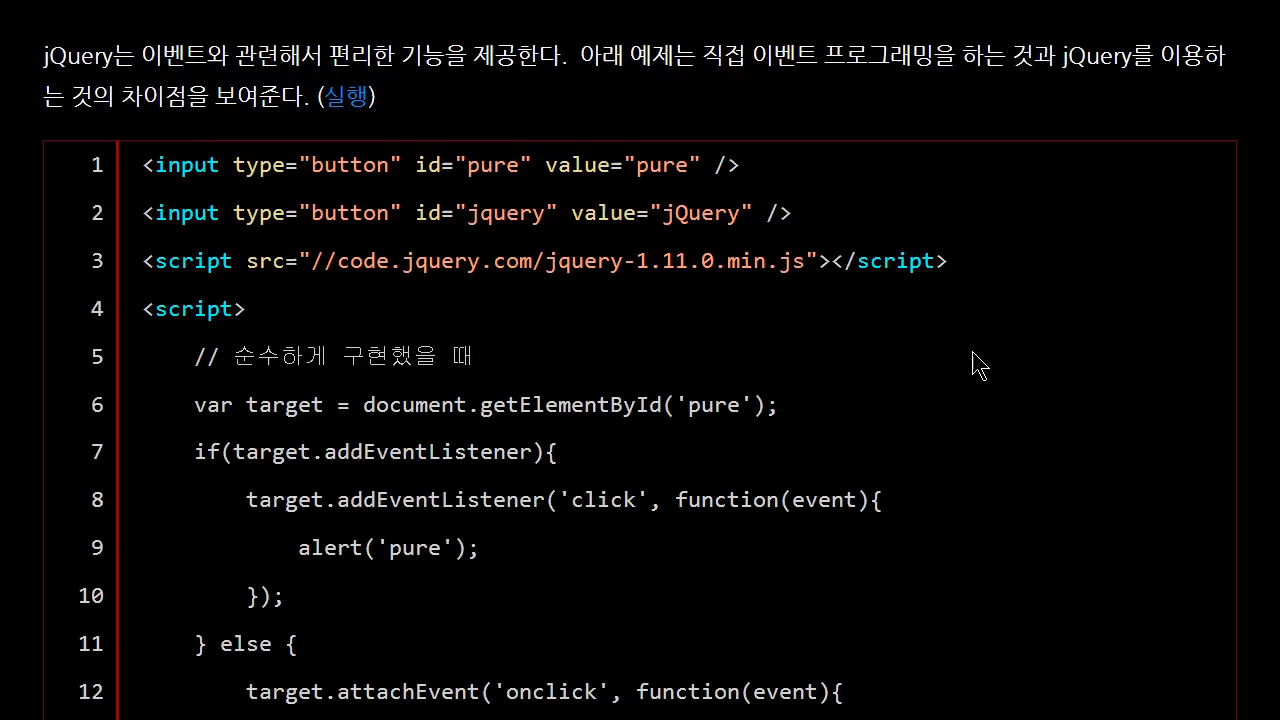 jQuery는 이벤트와 관련해서 편리한 기능을 제공한다. 아래 예제는 직접 이벤트 프로그래밍을 하는 것과 jQuery를 이용하
는 것의 차이점을 보여준다. (실행)
1 <input type="button" id="pure" value="pure" />
2 <input type="button" id="jquery" value="jQuery" />
3 <script src="//code.jquery.com/jquery-1.11.0.min.js"></script>
4 <script>
5 // 순수하게 구현했을 때
6 var target = document.getElementById('pure');
7 if(target.addEventListener){
8 target.addEventListener('click', function(event){
9 alert('pure');
10 });
11 } else {
12 target.attachEvent('onclick', function(event){